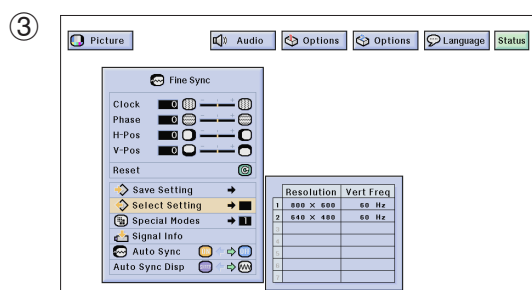 3
Picture Audio Options Options Language Status
Fine Sync
Clock 0
Phase 0
H-Pos 0
V-Pos 0
Reset
Save Setting
Select Setting
Special Modes 1
Signal Info
Auto Sync
Auto Sync Disp
Resolution Vert Freq
1 800 × 600 60 Hz
2 640 × 480 60 Hz
3
4
5
6
7